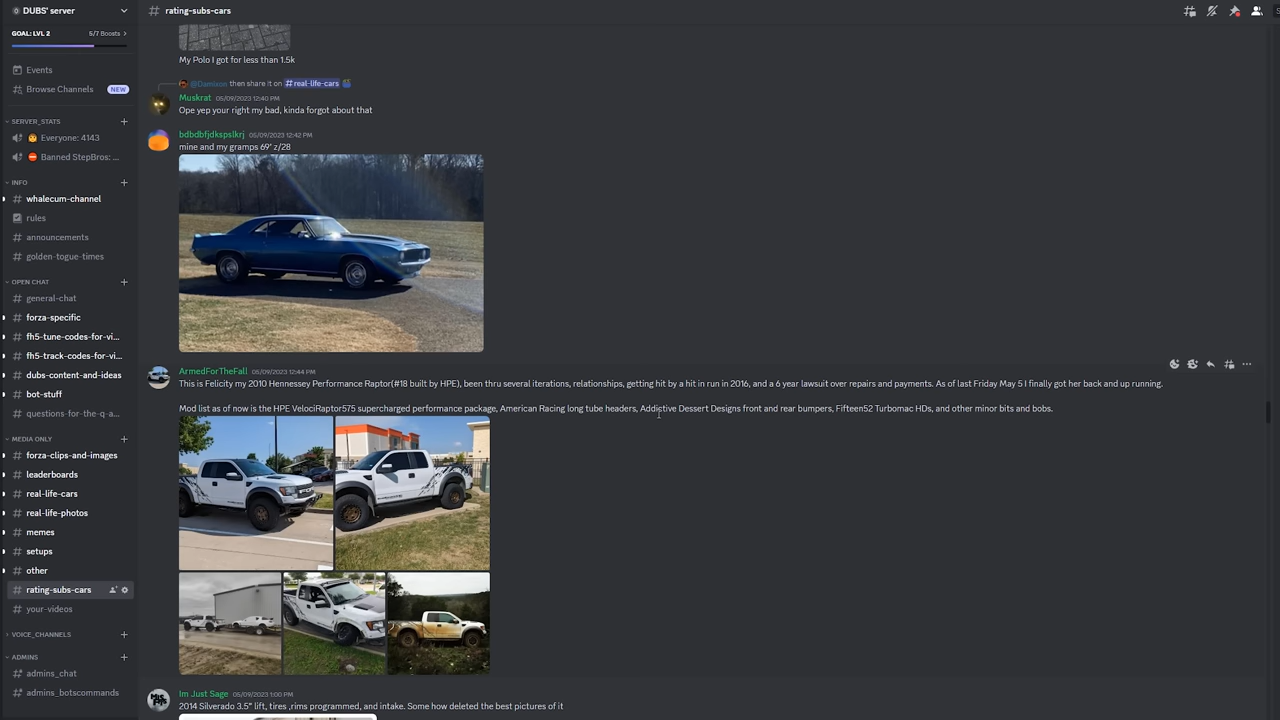 DUBS' server
# rating-subs-cars
GOAL: LVL 2
5/7 Boosts >
Events
Browse Channels
NEW
SERVER_STATS
Everyone: 4143
Banned StepBros: ...
INFO
whalecum-channel
rules
announcements
golden-togue-times
OPEN CHAT
general-chat
forza-specific
fh5-tune-codes-for-vi...
fh5-track-codes-for-vi...
dubs-content-and-ideas
bot-stuff
questions-for-the-q-a...
MEDIA ONLY
forza-clips-and-images
leaderboards
real-life-cars
real-life-photos
memes
setups
other
rating-subs-cars
your-videos
VOICE_CHANNELS
ADMINS
admins_chat
admins_botscommands
My Polo I got for less than 1.5k
then share it on # real-life-cars
Muskrat 05/09/2023 12:40 PM
Ope yep your right my bad, kinda forgot about that
bdbdbfjdkspslkrj 05/09/2023 12:42 PM
mine and my gramps 69' z/28
ArmedForTheFall 05/09/2023 12:44 PM
This is Felicity my 2010 Hennessey Performance Raptor(#18 built by HPE), been thru several iterations, relationships, getting hit by a hit in run in 2016, and a 6 year lawsuit over repairs and payments. As of last Friday May 5 I finally got her back and up running.
Mod list as of now is the HPE VelociRaptor575 supercharged performance package, American Racing long tube headers, Addictive Dessert Designs front and rear bumpers, Fifteen52 Turbomac HDs, and other minor bits and bobs.
Im Just Sage 05/09/2023 1:00 PM
2014 Silverado 3.5" lift, tires ,rims programmed, and intake. Some how deleted the best pictures of it